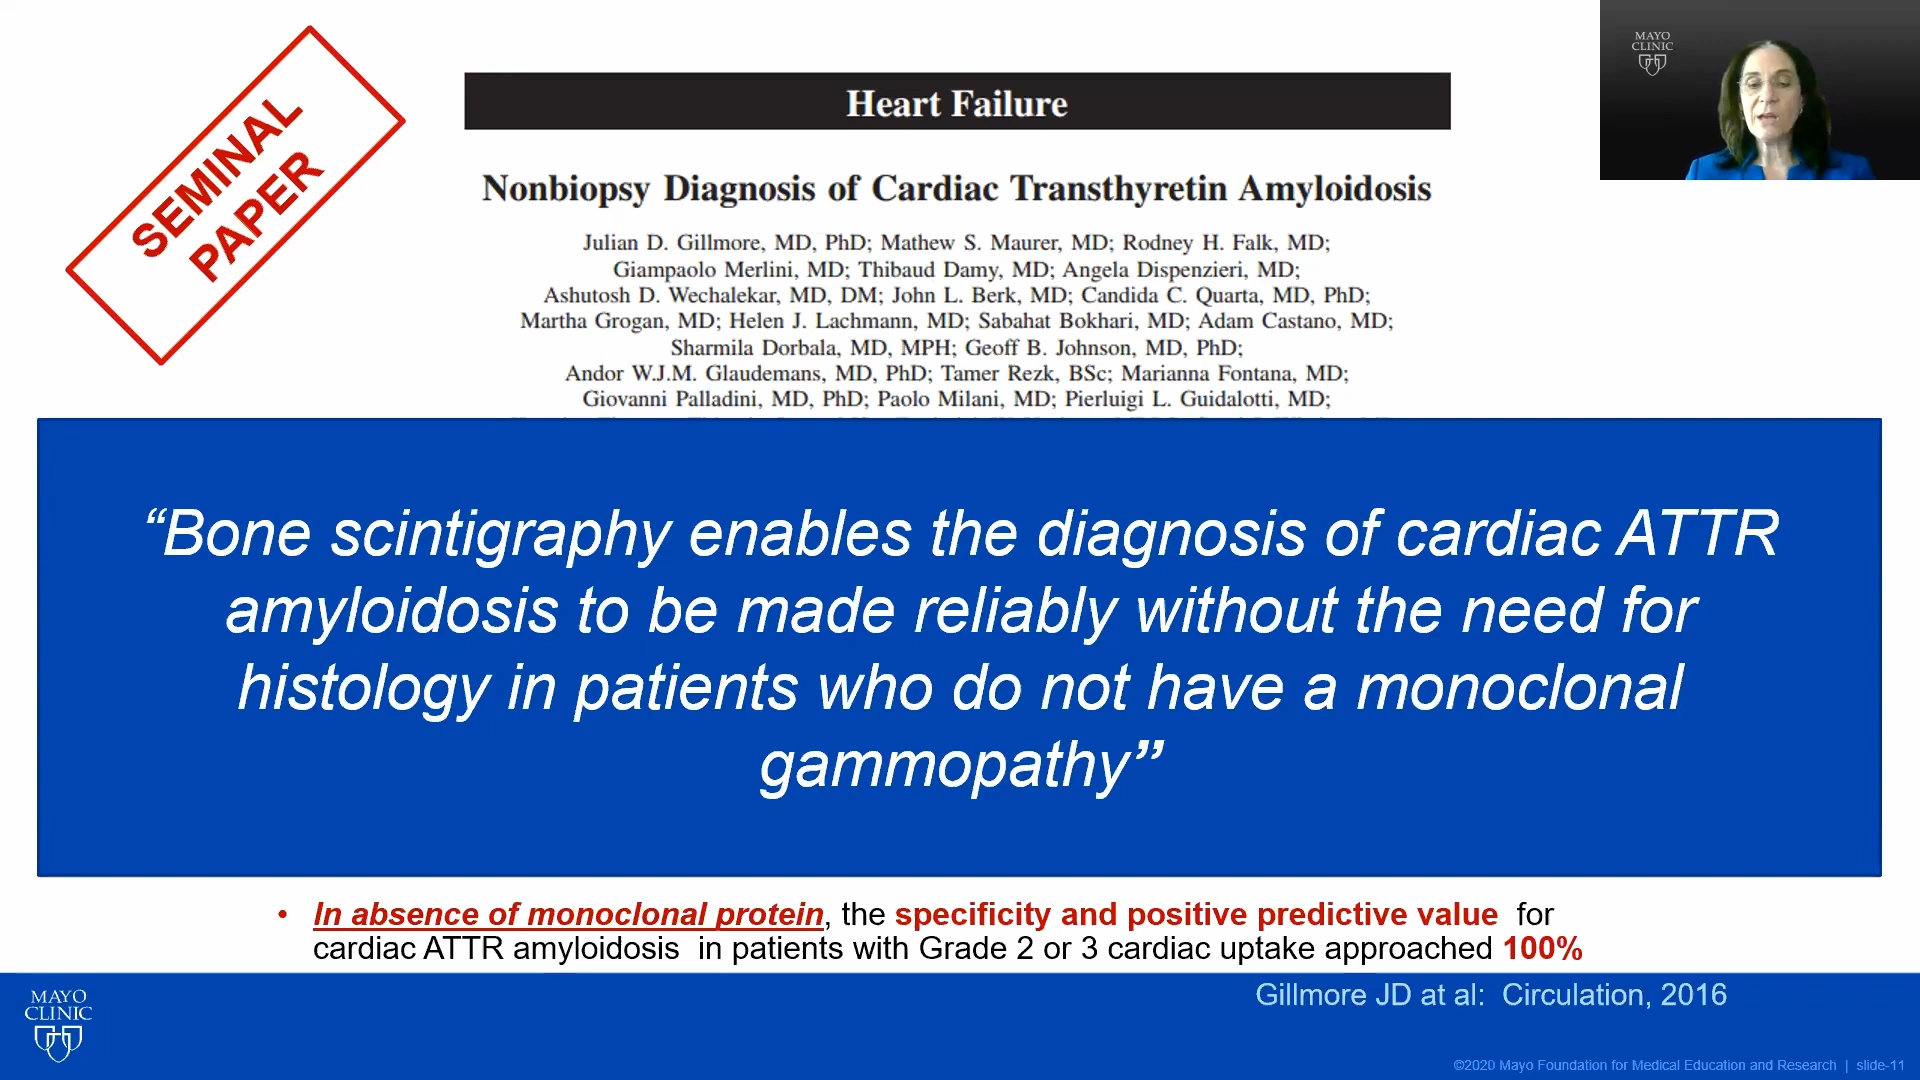 SEMINAL
PAPER
Heart Failure
MAYO
CLINIC
Nonbiopsy Diagnosis of Cardiac Transthyretin Amyloidosis
Julian D. Gillmore, MD, PhD; Mathew S. Maurer, MD; Rodney H. Falk, MD;
Giampaolo Merlini, MD; Thibaud Damy, MD; Angela Dispenzieri, MD;
Ashutosh D. Wechalekar, MD, DM; John L. Berk, MD; Candida C. Quarta, MD, PhD;
Martha Grogan, MD; Helen J. Lachmann, MD; Sabahat Bokhari, MD; Adam Castano, MD;
Sharmila Dorbala, MD, MPH; Geoff B. Johnson, MD, PhD;
Andor W.J.M. Glaudemans, MD, PhD; Tamer Rezk, BSc; Marianna Fontana, MD;
Giovanni Palladini, MD, PhD; Paolo Milani, MD; Pierluigi L. Guidalotti, MD;
“Bone scintigraphy enables the diagnosis of cardiac ATTR
amyloidosis to be made reliably without the need for
histology in patients who do not have a monoclonal
gammopathy”
• In absence of monoclonal protein, the specificity and positive predictive value for
cardiac ATTR amyloidosis in patients with Grade 2 or 3 cardiac uptake approached 100%
MAYO
CLINIC
Gillmore JD at al: Circulation, 2016
©2020 Mayo Foundation for Medical Education and Research | slide-11